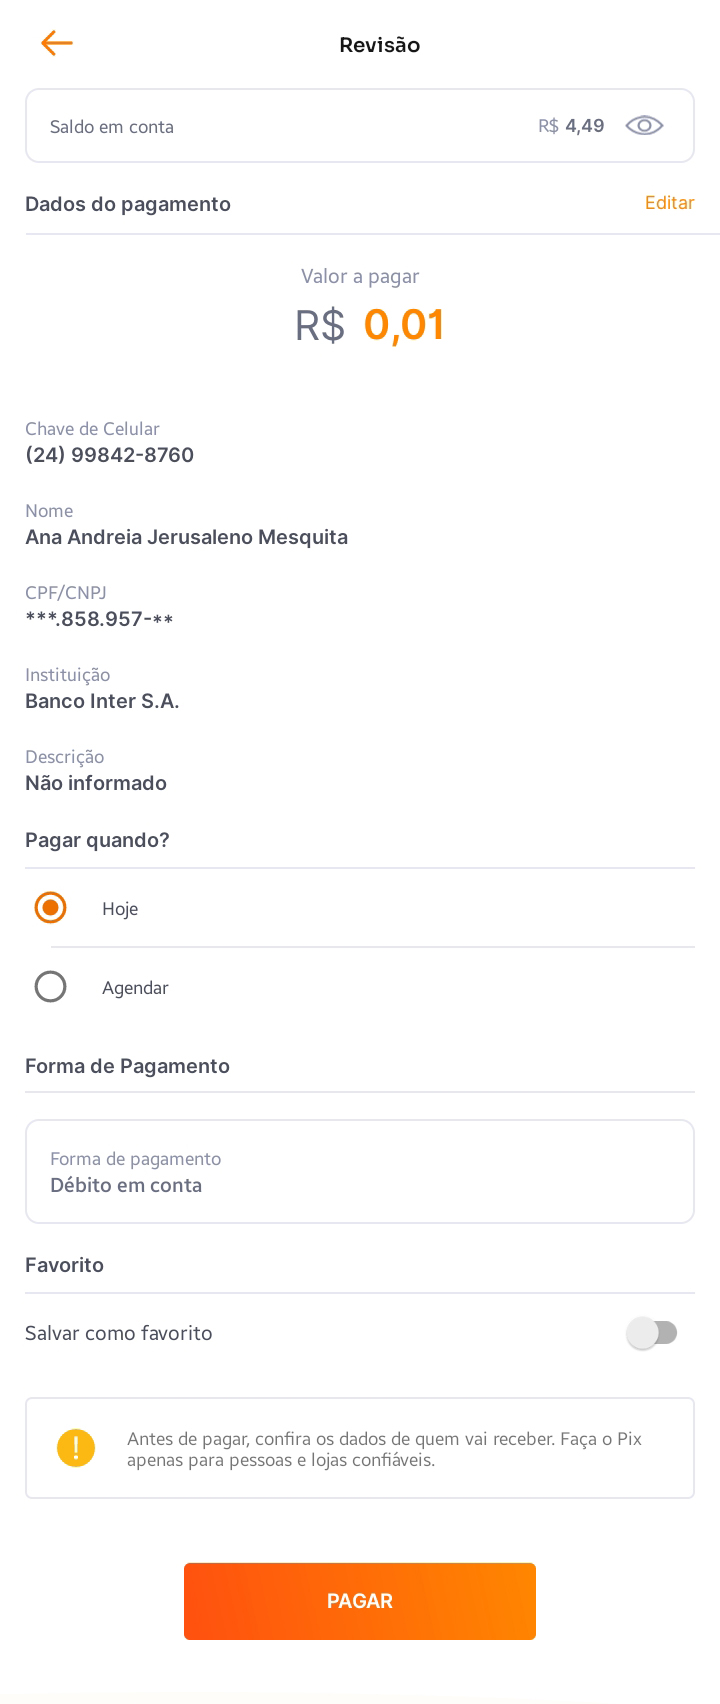 Revisão
Saldo em conta R$ 4,49
Dados do pagamento Editar
Valor a pagar
R$ 0,01
Chave de Celular
(24) 99842-8760
Nome
Ana Andreia Jerusaleno Mesquita
CPF/CNPJ
***.858.957-**
Instituição
Banco Inter S.A.
Descrição
Não informado
Pagar quando?
Hoje
Agendar
Forma de Pagamento
Forma de pagamento
Débito em conta
Favorito
Salvar como favorito
Antes de pagar, confira os dados de quem vai receber. Faça o Pix
apenas para pessoas e lojas confiáveis.
PAGAR